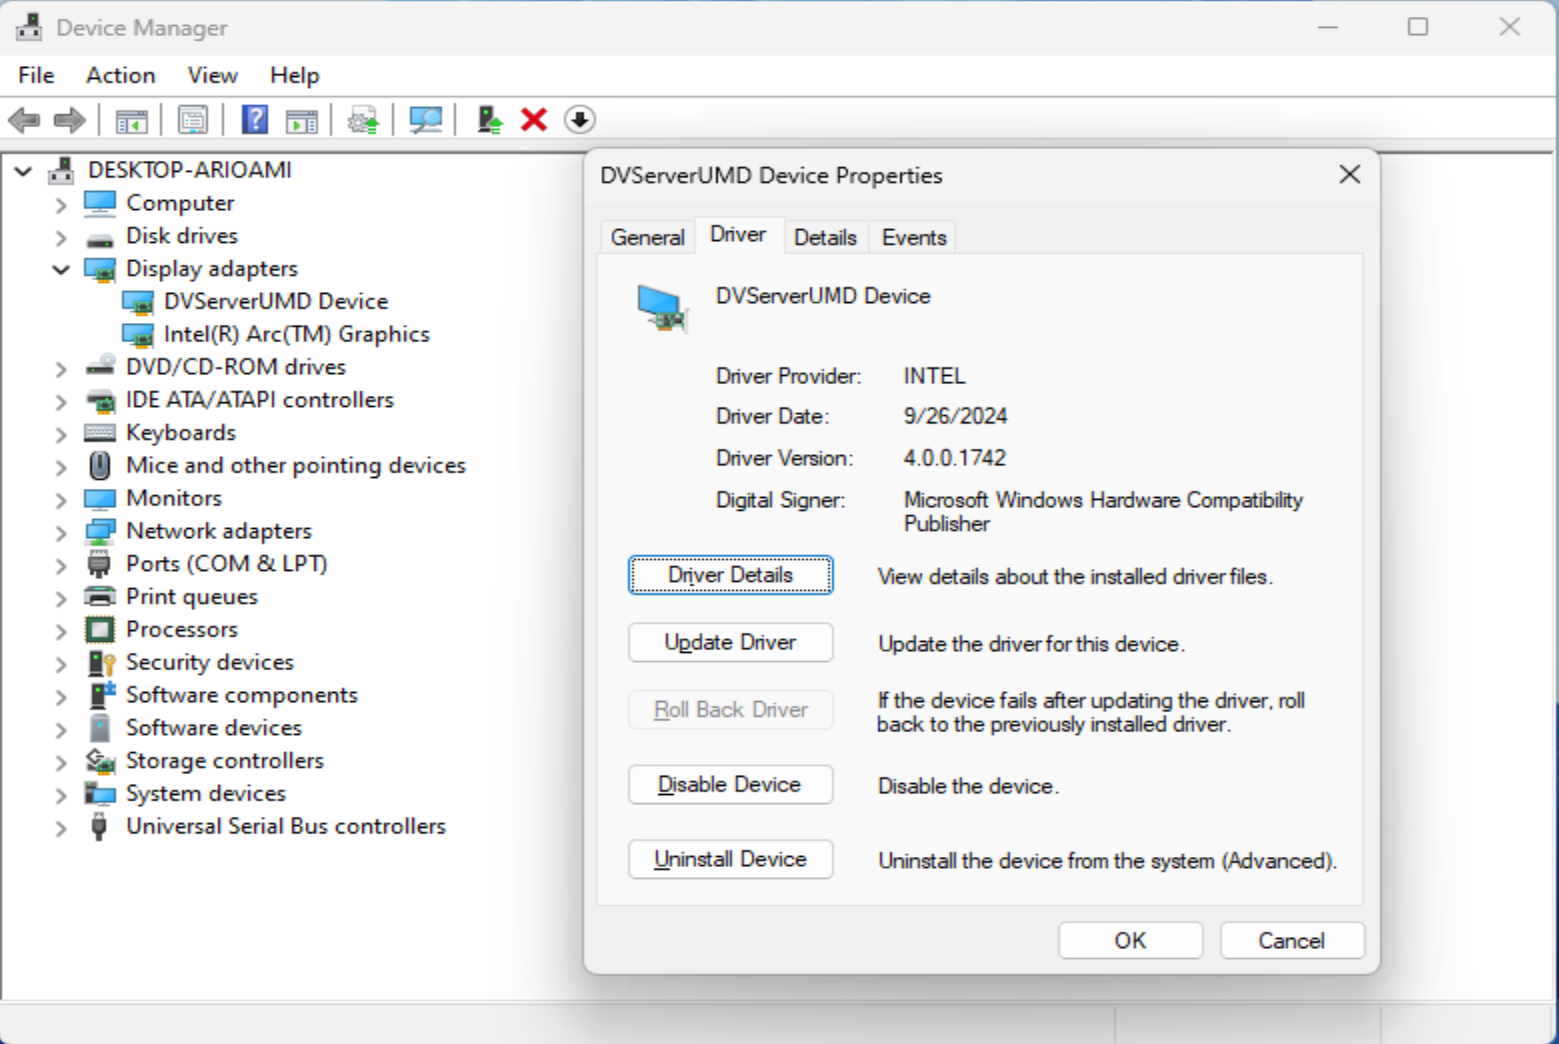 Device Manager
File Action View Help
DESKTOP-ARIOAMI
Computer
Disk drives
Display adapters
DVServerUMD Device
Intel(R) Arc(TM) Graphics
DVD/CD-ROM drives
IDE ATA/ATAPI controllers
Keyboards
Mice and other pointing devices
Monitors
Network adapters
Ports (COM & LPT)
Print queues
Processors
Security devices
Software components
Software devices
Storage controllers
System devices
Universal Serial Bus controllers
DVServerUMD Device Properties
General Driver Details Events
DVServerUMD Device
Driver Provider: INTEL
Driver Date: 9/26/2024
Driver Version: 4.0.0.1742
Digital Signer: Microsoft Windows Hardware Compatibility
Publisher
Driver Details View details about the installed driver files.
Update Driver Update the driver for this device.
Roll Back Driver If the device fails after updating the driver, roll
back to the previously installed driver.
Disable Device Disable the device.
Uninstall Device Uninstall the device from the system (Advanced).
OK Cancel